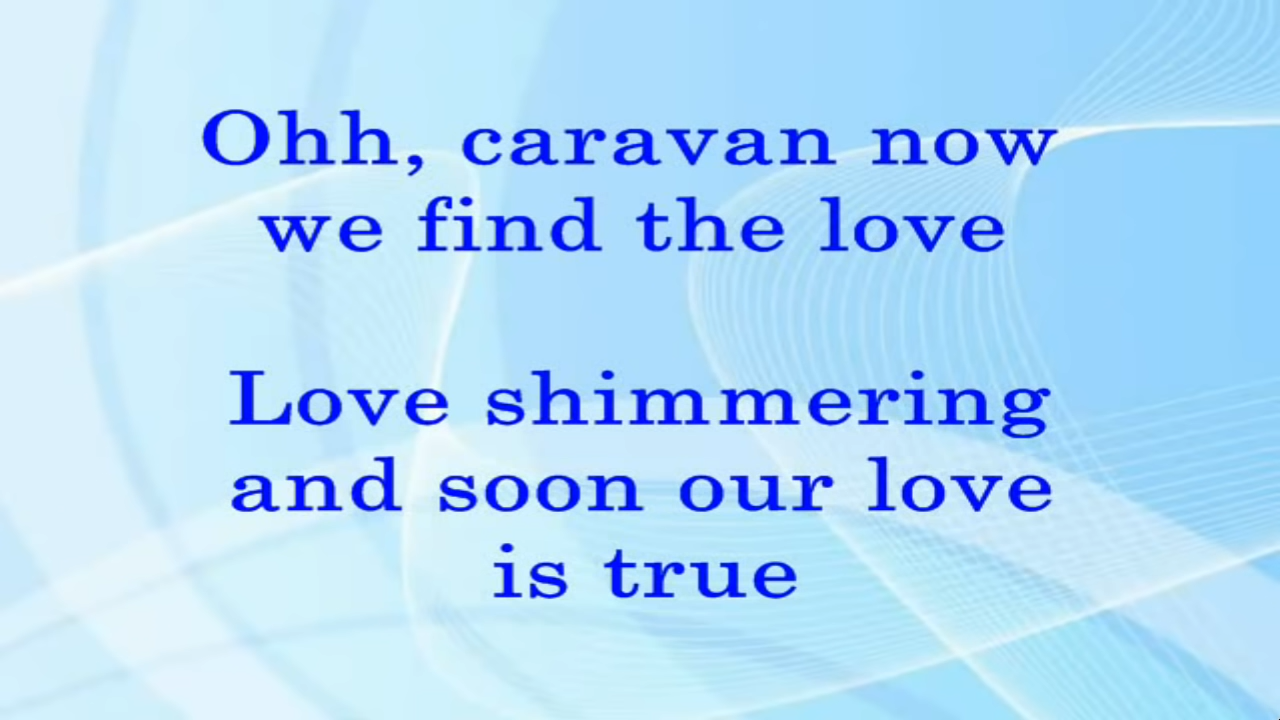 Ohh, caravan now
we find the love
Love shimmering
and soon our love
is true